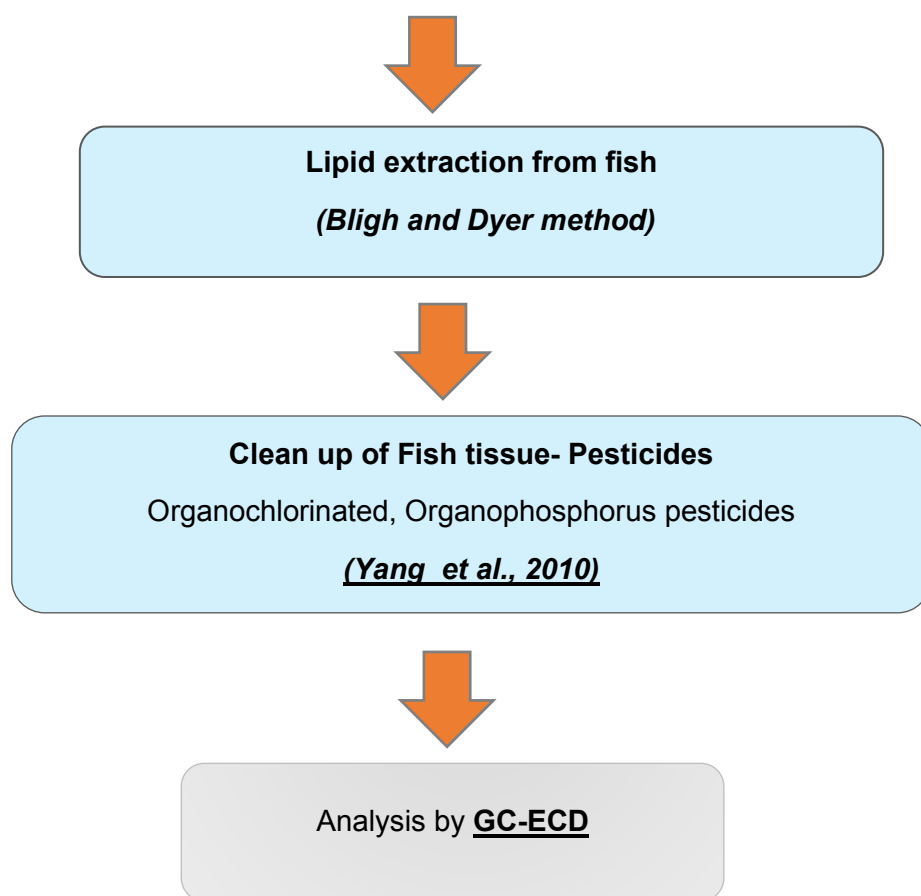 Lipid extraction from fish
(Bligh and Dyer method)
Clean up of Fish tissue- Pesticides
Organochlorinated, Organophosphorus pesticides
(Yang et al., 2010)
Analysis by GC-ECD